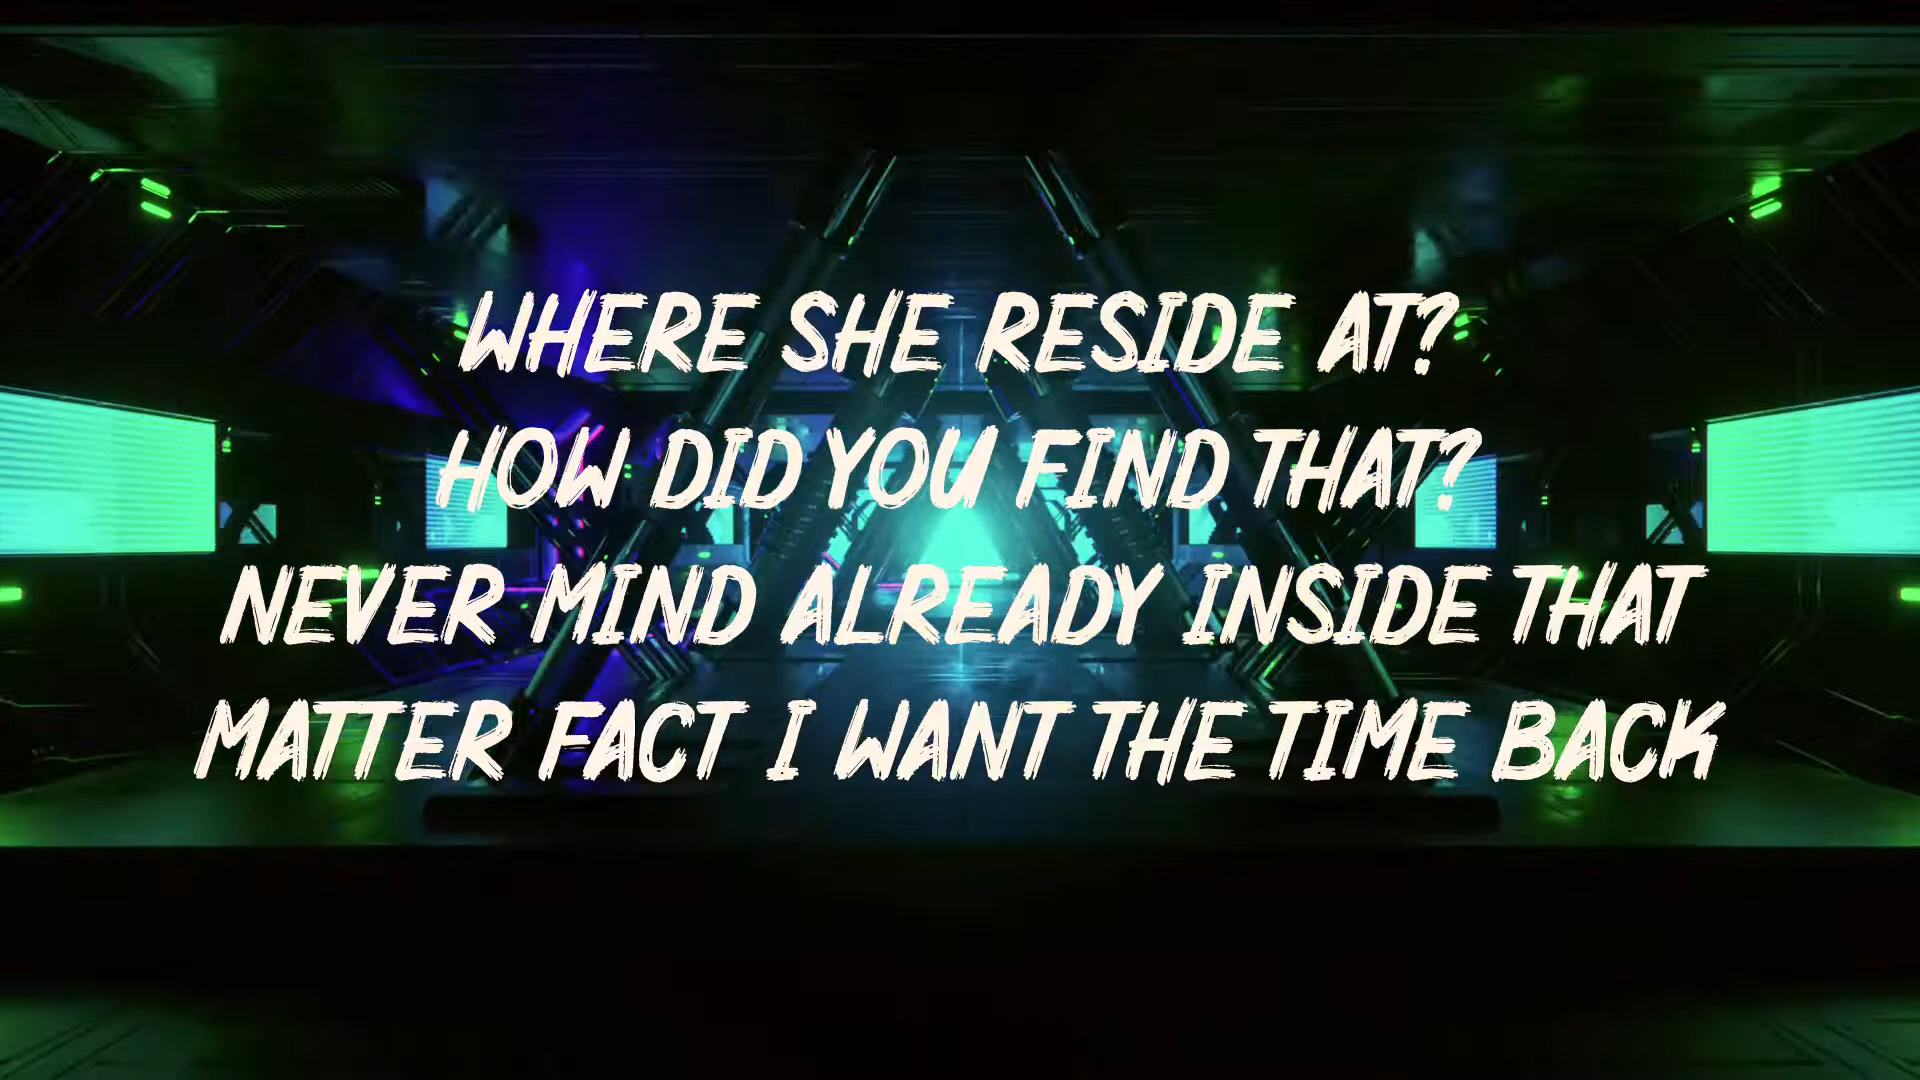 WHERE SHE RESIDE AT?
HOW DID YOU FIND THAT?
NEVER MIND ALREADY INSIDE THAT
MATTER FACT I WANT THE TIME BACK